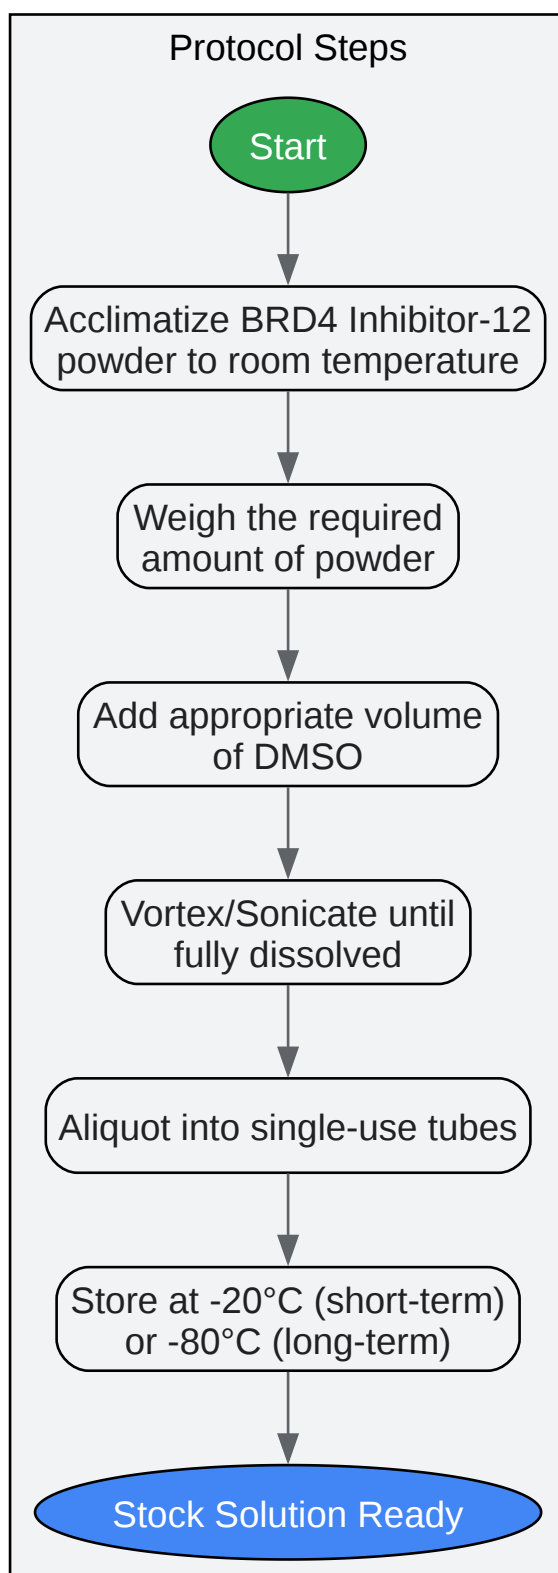 Protocol Steps
Start
Acclimatize BRD4 Inhibitor-12
powder to room temperature
Weigh the required
amount of powder
Add appropriate volume
of DMSO
Vortex/Sonicate until
fully dissolved
Aliquot into single-use tubes
Store at -20°C (short-term)
or -80°C (long-term)
Stock Solution Ready